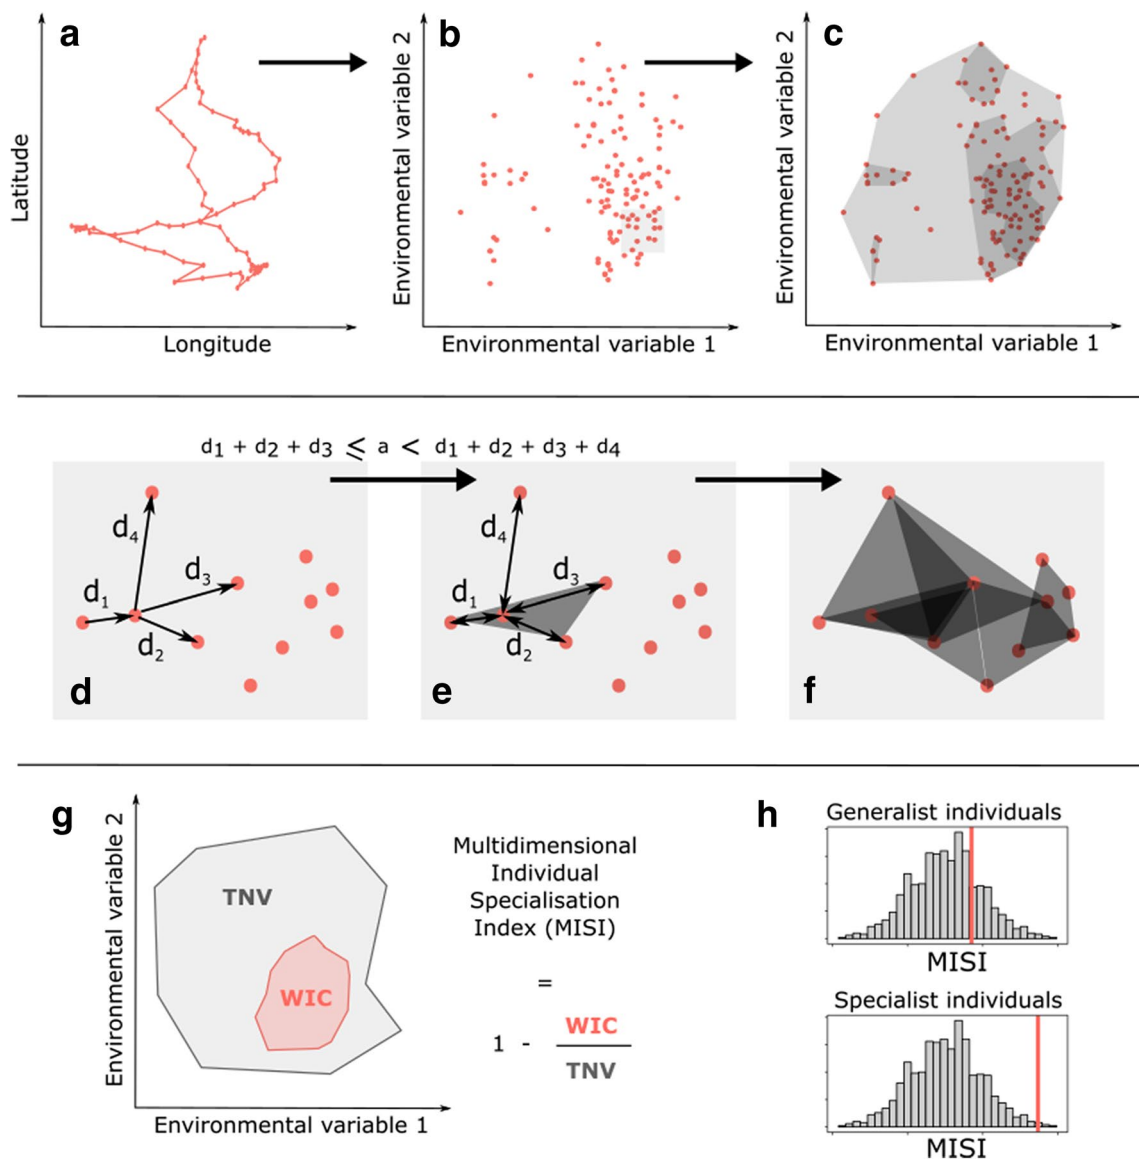 a
Latitude
Longitude
b
Environmental variable 2
Environmental variable 1
c
Environmental variable 2
Environmental variable 1
d1 + d2 + d3 ≤ a < d1 + d2 + d3 + d4
d4
d3
d1
d2
d
d4
d3
d1
d2
e
f
g
Environmental variable 2
TNV
WIC
Environmental variable 1
Multidimensional
Individual
Specialisation
Index (MISI)
=
1 - WIC
TNV
h
Generalist individuals
MISI
Specialist individuals
MISI